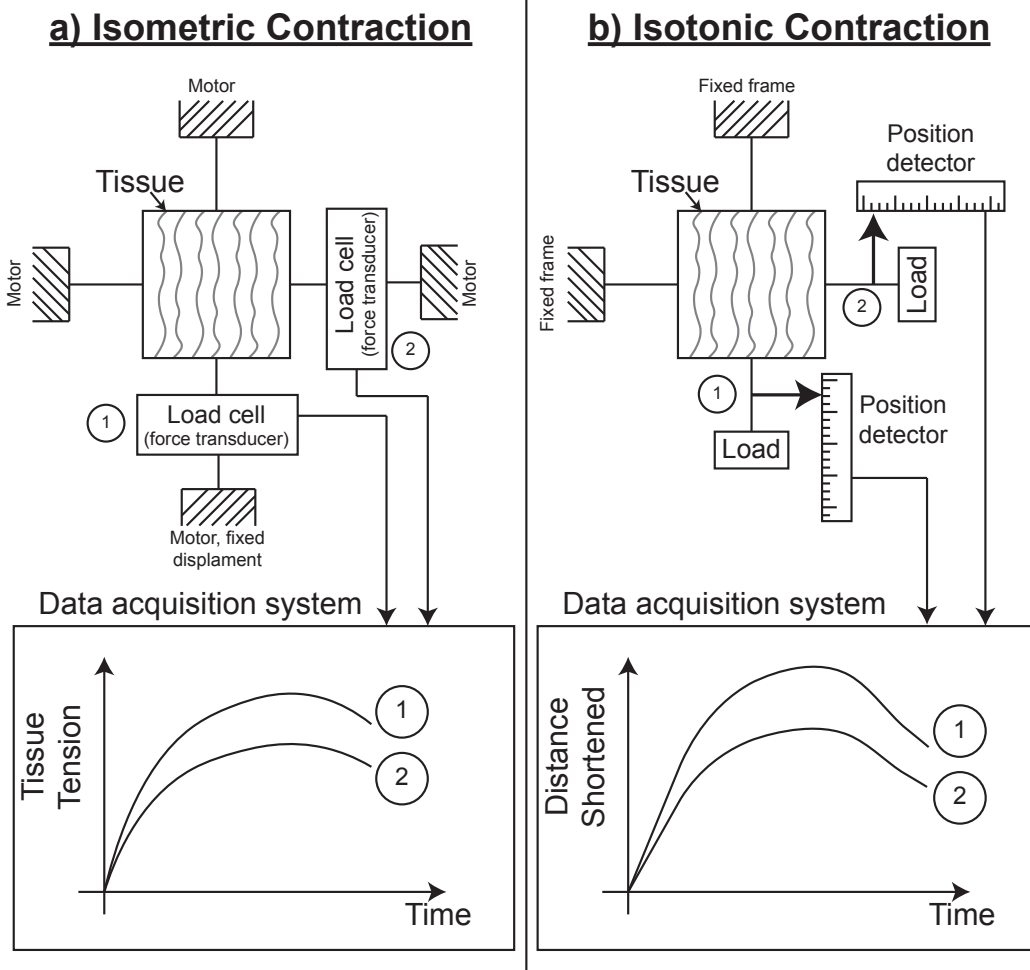 a) Isometric Contraction
Motor
Tissue
Motor
Load cell
(force transducer)
Motor
2
1
Load cell
(force transducer)
Motor, fixed
displament
Data acquisition system
Tissue
Tension
1
2
Time
b) Isotonic Contraction
Fixed frame
Position
detector
Tissue
Fixed frame
Load
2
1
Load
Position
detector
Data acquisition system
Distance
Shortened
1
2
Time